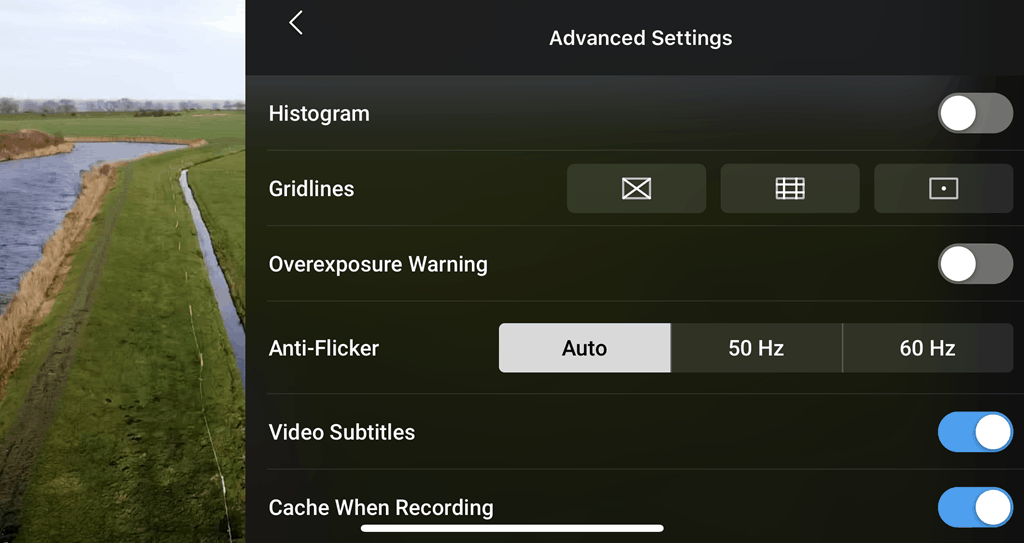 Advanced Settings
Histogram
Gridlines
Overexposure Warning
Anti-Flicker Auto 50 Hz 60 Hz
Video Subtitles
Cache When Recording